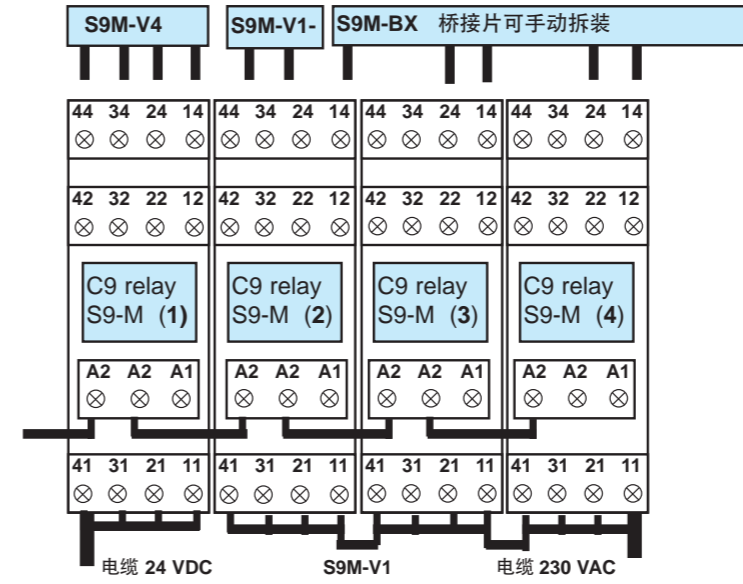 S9M-V4 S9M-V1- S9M-BX 桥接片可手动拆装
44 34 24 14 44 34 24 14 44 34 24 14 44 34 24 14
42 32 22 12 42 32 22 12 42 32 22 12 42 32 22 12
C9 relay C9 relay C9 relay C9 relay
S9-M (1) S9-M (2) S9-M (3) S9-M (4)
A2 A2 A1 A2 A2 A1 A2 A2 A1 A2 A2 A1
41 31 21 11 41 31 21 11 41 31 21 11 41 31 21 11
电缆 24 VDC S9M-V1 电缆 230 VAC